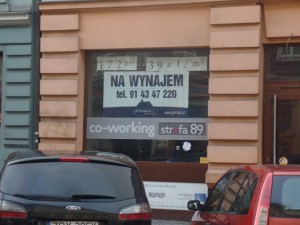 172 m² 39 zł/m²
NA WYNAJEM
tel. 91 43 47 220
co-working strefa 89